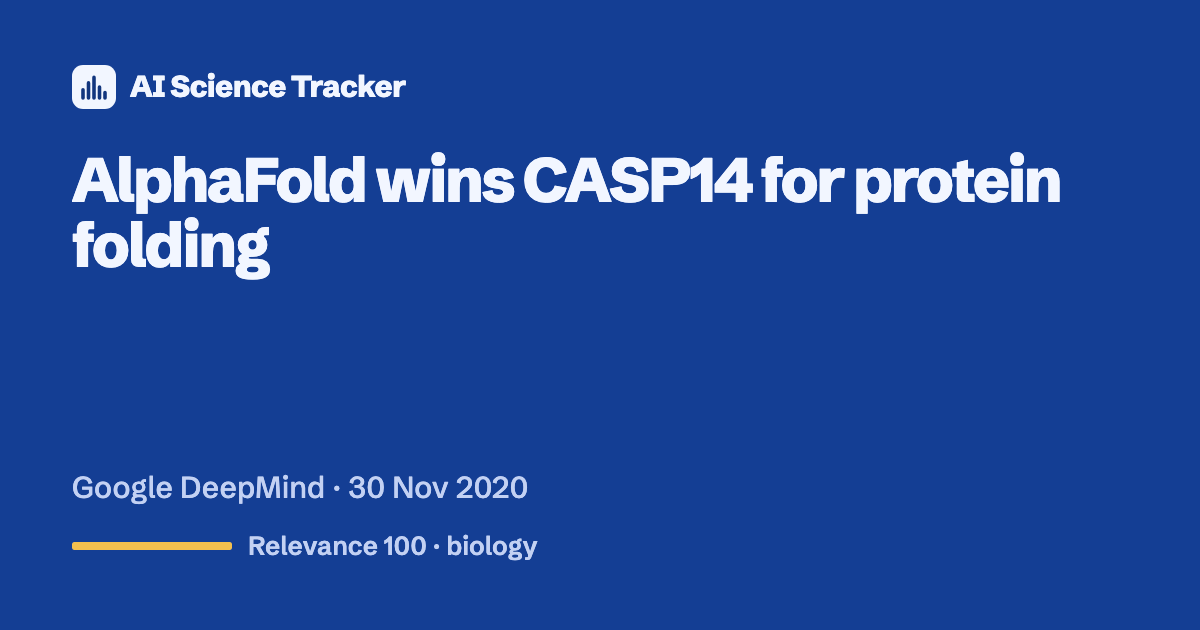 AI Science Tracker
AlphaFold wins CASP14 for protein
folding
Google DeepMind · 30 Nov 2020
Relevance 100 · biology